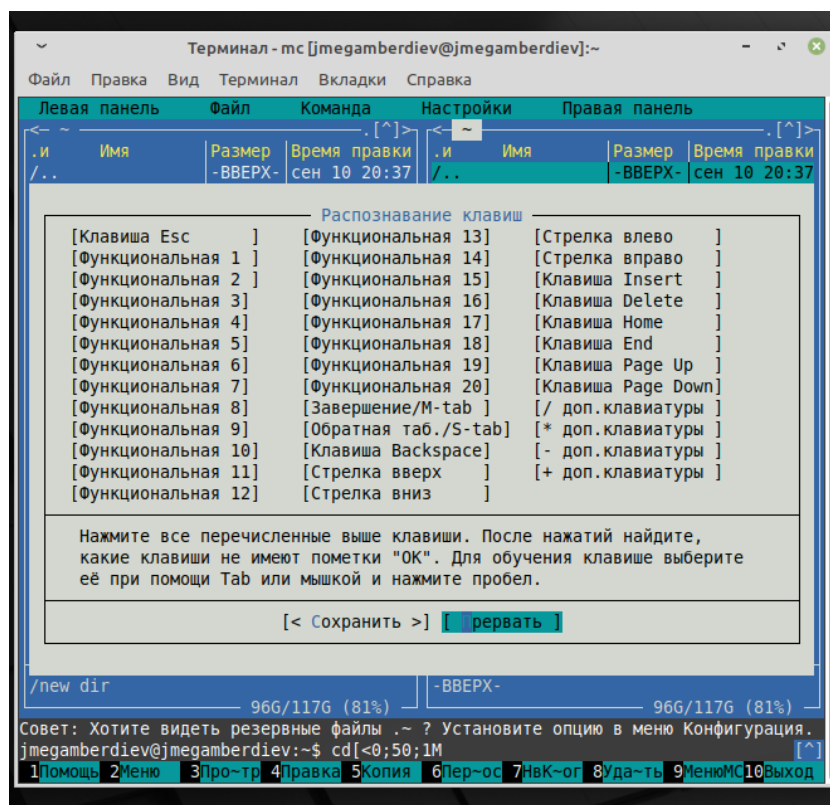 Терминал - mc [jmegamberdiev@jmegamberdiev]:~
Файл Правка Вид Терминал Вкладки Справка
Левая панель Файл Команда Настройки Правая панель
<— ~ .[^]> <— ~ .[^]>
.и Имя Размер Время правки .и Имя Размер Время правки
/.. -ВВЕРХ- сен 10 20:37 /.. -ВВЕРХ- сен 10 20:37
Распознавание клавиш
[Клавиша Esc ] [Функциональная 13] [Стрелка влево ]
[Функциональная 1 ] [Функциональная 14] [Стрелка вправо ]
[Функциональная 2 ] [Функциональная 15] [Клавиша Insert ]
[Функциональная 3] [Функциональная 16] [Клавиша Delete ]
[Функциональная 4] [Функциональная 17] [Клавиша Home ]
[Функциональная 5] [Функциональная 18] [Клавиша End ]
[Функциональная 6] [Функциональная 19] [Клавиша Page Up ]
[Функциональная 7] [Функциональная 20] [Клавиша Page Down]
[Функциональная 8] [Завершение/M-tab ] [/ доп.клавиатуры ]
[Функциональная 9] [Обратная таб./S-tab] [* доп.клавиатуры ]
[Функциональная 10] [Клавиша Backspace] [- доп.клавиатуры ]
[Функциональная 11] [Стрелка вверх ] [+ доп.клавиатуры ]
[Функциональная 12] [Стрелка вниз ]
Нажмите все перечисленные выше клавиши. После нажатий найдите,
какие клавиши не имеют пометки "OK". Для обучения клавише выберите
её при помощи Tab или мышкой и нажмите пробел.
[< Сохранить >] [ Прервать ]
/new dir -ВВЕРХ-
96G/117G (81%) 96G/117G (81%)
Совет: Хотите видеть резервные файлы .~ ? Установите опцию в меню Конфигурация.
jmegamberdiev@jmegamberdiev:~$ cd[<0;50;1M [^]
1Помощь 2Меню 3Про~тр 4Правка 5Копия 6Пер~ос 7НвК~ог 8Уда~ть 9МенюМС 10Выход